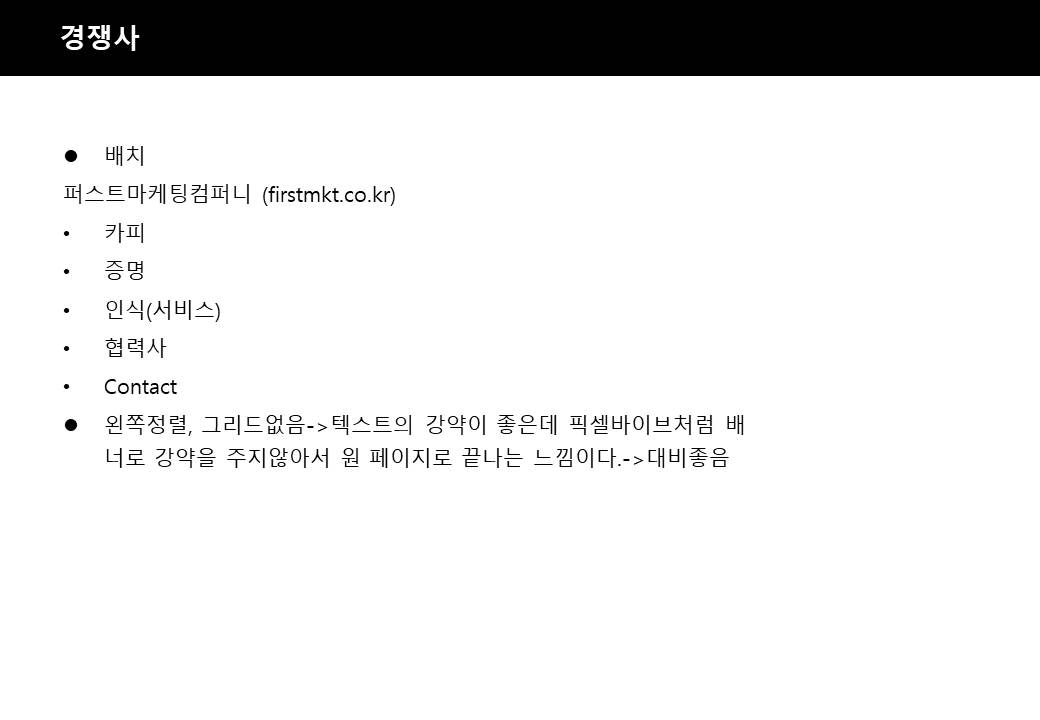 경쟁사
● 배치
퍼스트마케팅컴퍼니 (firstmkt.co.kr)
• 카피
• 증명
• 인식(서비스)
• 협력사
• Contact
● 왼쪽정렬, 그리드없음->텍스트의 강약이 좋은데 픽셀바이브처럼 배
너로 강약을 주지않아서 원 페이지로 끝나는 느낌이다.->대비좋음